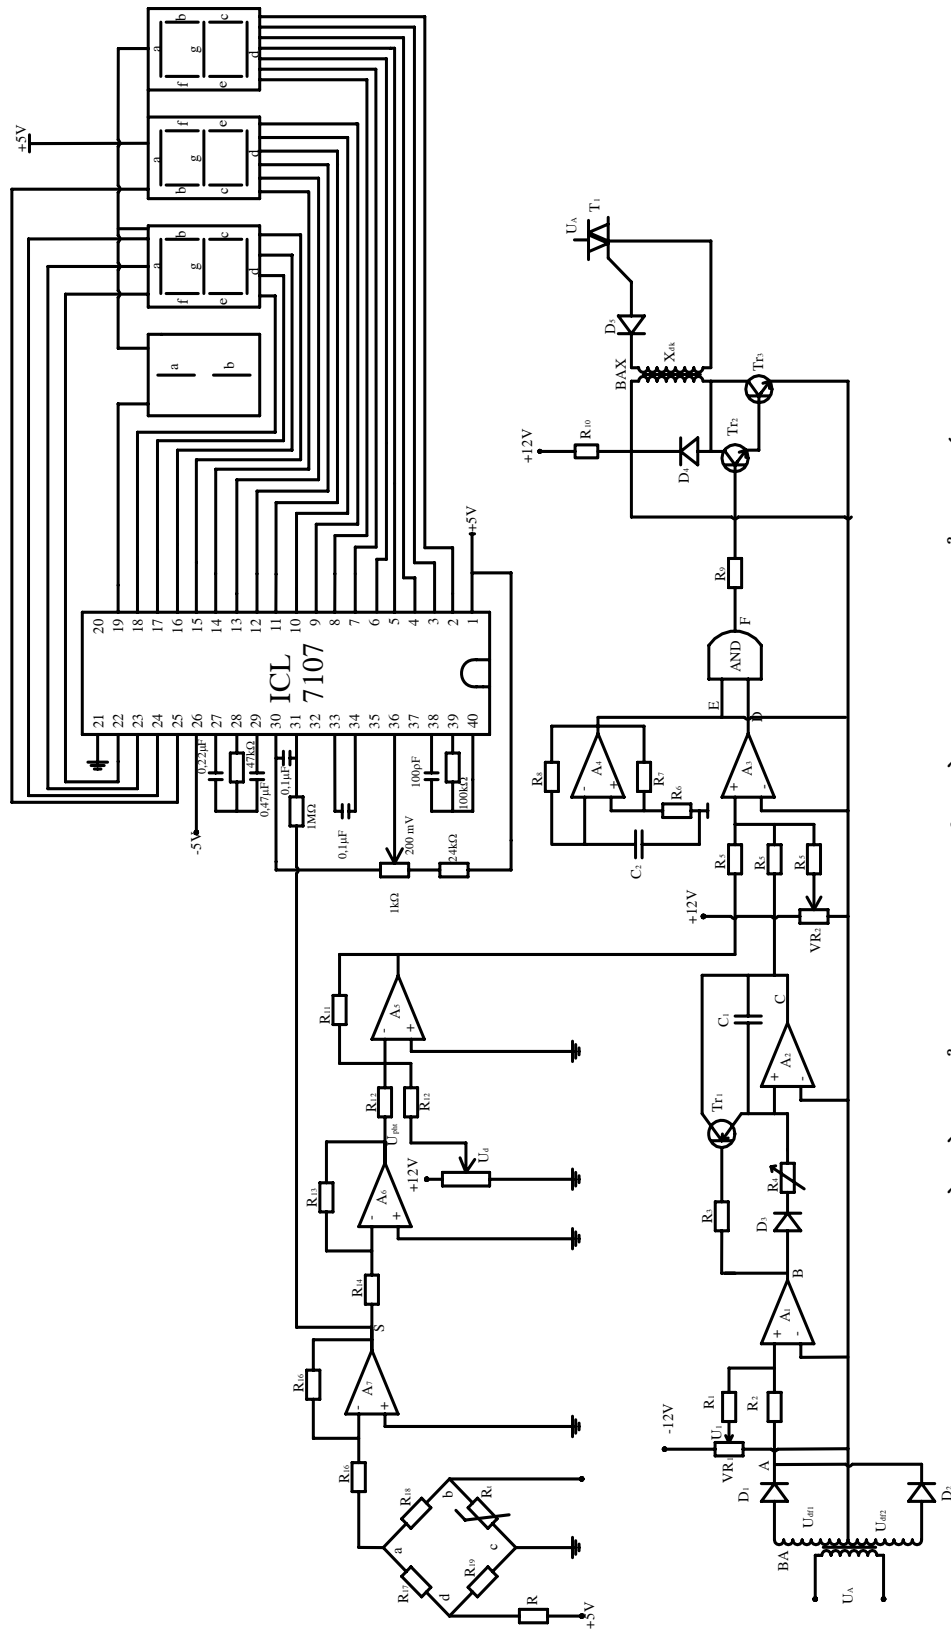 +5V
a
b
c
d
e
f
g
a
b
c
d
e
f
g
a
b
c
d
e
f
g
a
b
ICL
7107
21
22
23
24
25
26
27
28
29
30
31
32
33
34
35
36
37
38
39
40
20
19
18
17
16
15
14
13
12
11
10
9
8
7
6
5
4
3
2
1
-5V
0,22µF
47kΩ
0,47µF
0,1µF
1MΩ
0,1µF
200 mV
1kΩ
24kΩ
100pF
100kΩ
+5V
R16
R16
A7
-
+
S
R14
R13
A6
-
+
Upht
R12
R12
R11
A5
-
+
+12V
Ud
R17
R18
R19
Rt
a
b
c
d
R
+5V
UA
BA
Udf1
Udf2
D1
D2
A
-12V
VR1
U1
R1
R2
A1
+
-
B
R3
D3
R4
Tr1
C1
A2
+
-
C
+12V
VR2
R5
R5
R5
A3
+
-
D
R8
A4
-
+
R7
R6
C2
E
AND
F
R9
+12V
R10
D4
Tr2
Tr3
BAX
Xdk
D5
UA
T1